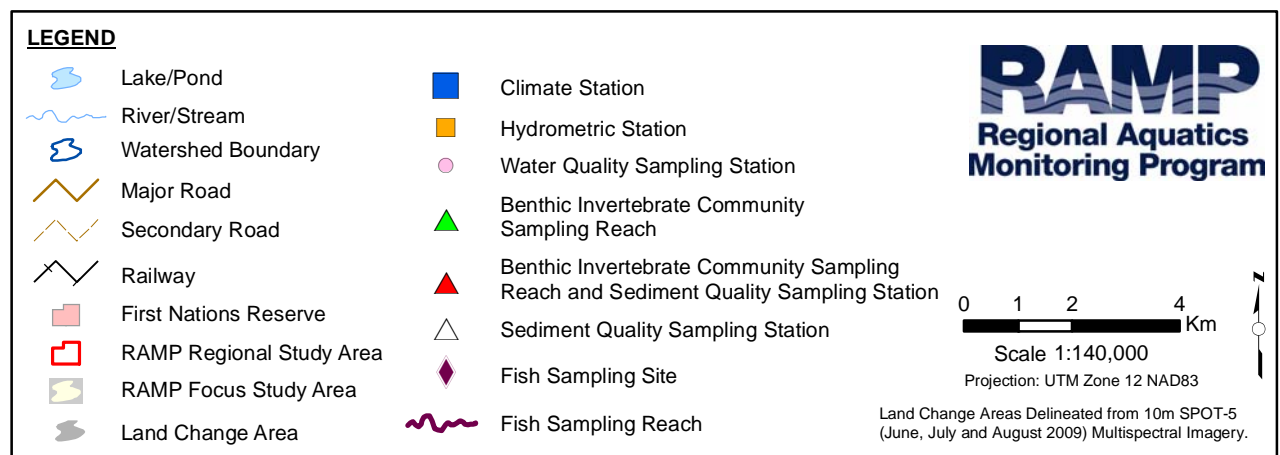 LEGEND
Lake/Pond
River/Stream
Watershed Boundary
Major Road
Secondary Road
Railway
First Nations Reserve
RAMP Regional Study Area
RAMP Focus Study Area
Land Change Area
Climate Station
Hydrometric Station
Water Quality Sampling Station
Benthic Invertebrate Community
Sampling Reach
Benthic Invertebrate Community Sampling
Reach and Sediment Quality Sampling Station
Sediment Quality Sampling Station
Fish Sampling Site
Fish Sampling Reach
RAMP
Regional Aquatics
Monitoring Program
N
0 1 2 4
Km
Scale 1:140,000
Projection: UTM Zone 12 NAD83
Land Change Areas Delineated from 10m SPOT-5
(June, July and August 2009) Multispectral Imagery.